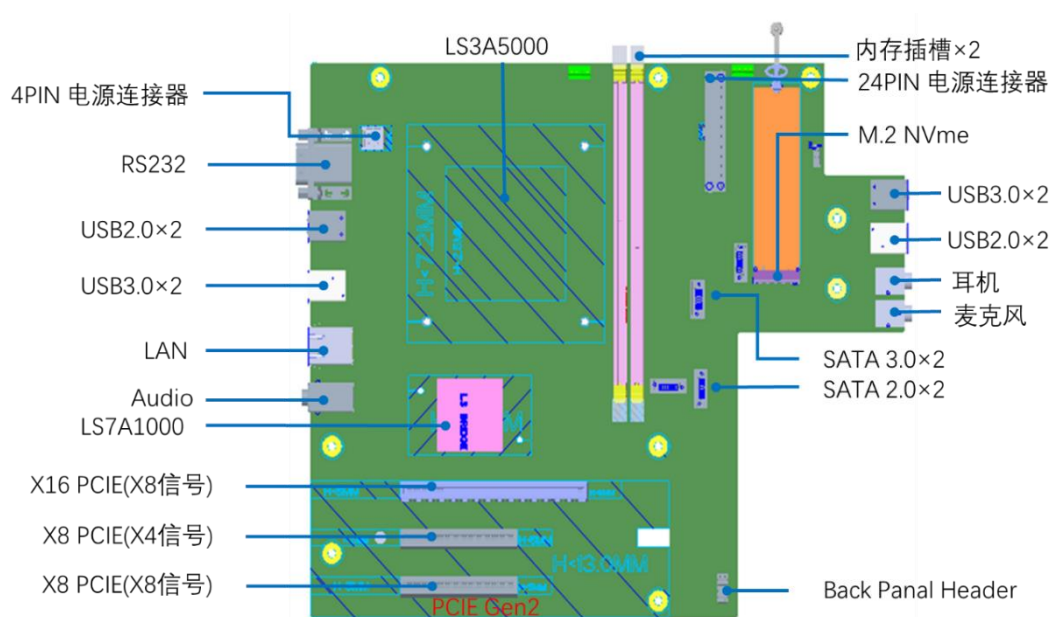 LS3A5000
内存插槽×2
4PIN 电源连接器
24PIN 电源连接器
M.2 NVme
RS232
USB3.0×2
USB2.0×2
USB2.0×2
USB3.0×2
耳机
麦克风
LAN
SATA 3.0×2
Audio
SATA 2.0×2
LS7A1000
X16 PCIE(X8信号)
X8 PCIE(X4信号)
X8 PCIE(X8信号)
Back Panal Header
PCIE Gen2
H<7.2MM
H<13.0MM